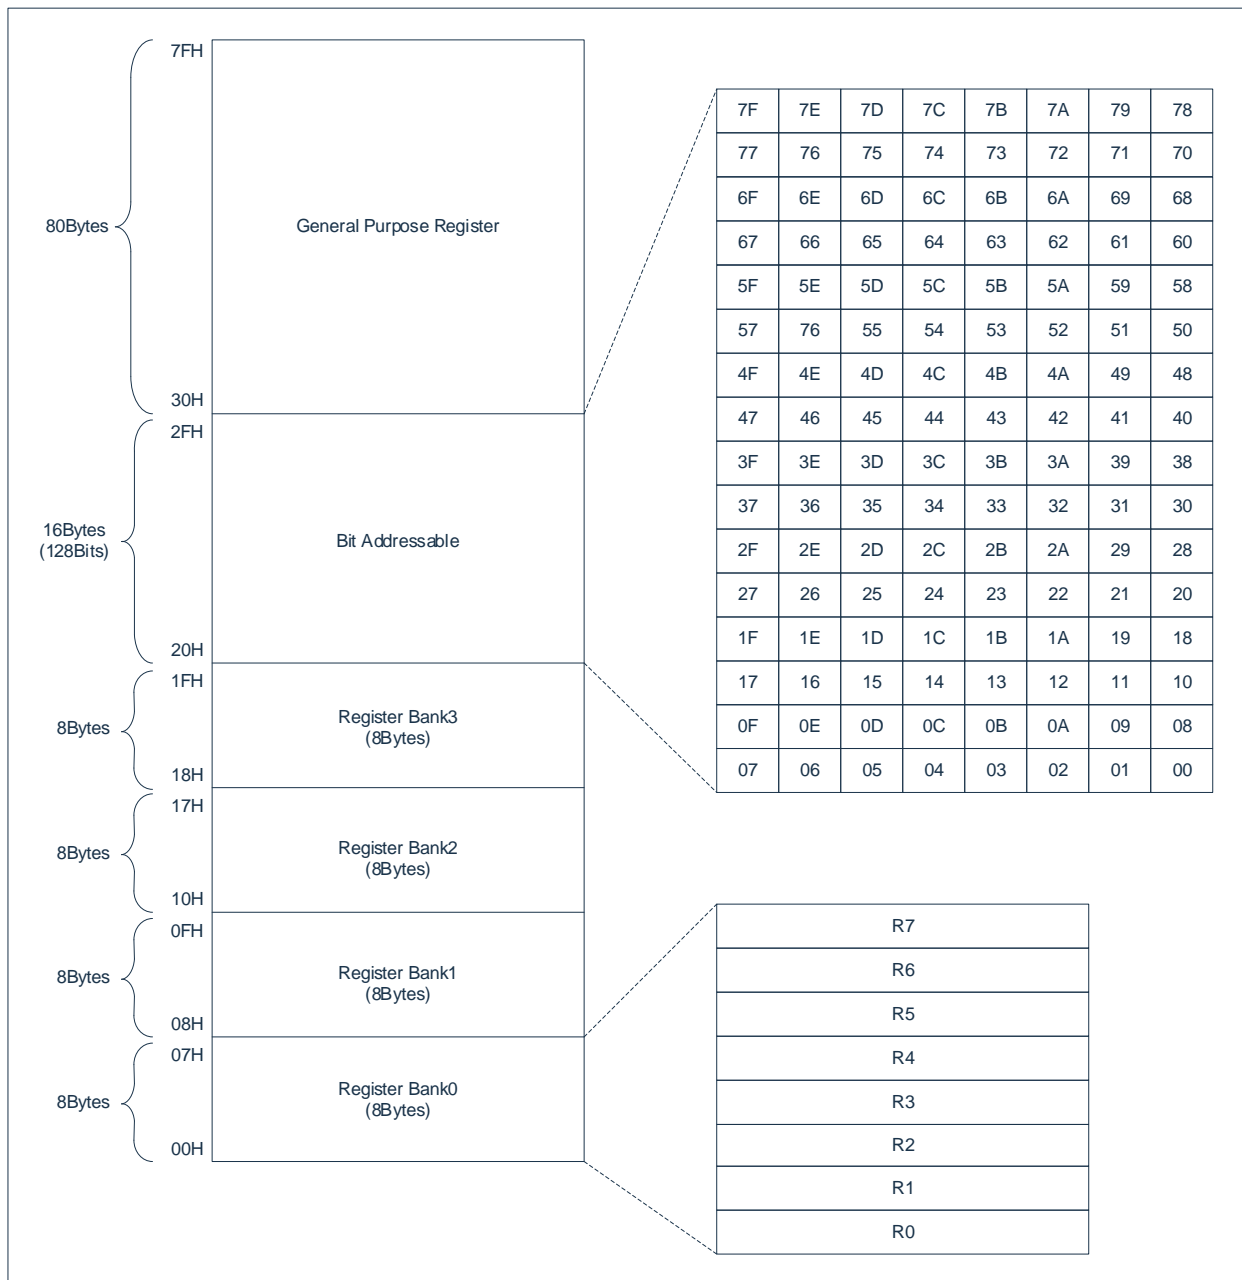 7FH
80Bytes
General Purpose Register
30H
2FH
16Bytes
(128Bits)
Bit Addressable
20H
1FH
8Bytes
Register Bank3
(8Bytes)
18H
17H
8Bytes
Register Bank2
(8Bytes)
10H
0FH
8Bytes
Register Bank1
(8Bytes)
08H
07H
8Bytes
Register Bank0
(8Bytes)
00H
7F 7E 7D 7C 7B 7A 79 78
77 76 75 74 73 72 71 70
6F 6E 6D 6C 6B 6A 69 68
67 66 65 64 63 62 61 60
5F 5E 5D 5C 5B 5A 59 58
57 76 55 54 53 52 51 50
4F 4E 4D 4C 4B 4A 49 48
47 46 45 44 43 42 41 40
3F 3E 3D 3C 3B 3A 39 38
37 36 35 34 33 32 31 30
2F 2E 2D 2C 2B 2A 29 28
27 26 25 24 23 22 21 20
1F 1E 1D 1C 1B 1A 19 18
17 16 15 14 13 12 11 10
0F 0E 0D 0C 0B 0A 09 08
07 06 05 04 03 02 01 00
R7
R6
R5
R4
R3
R2
R1
R0